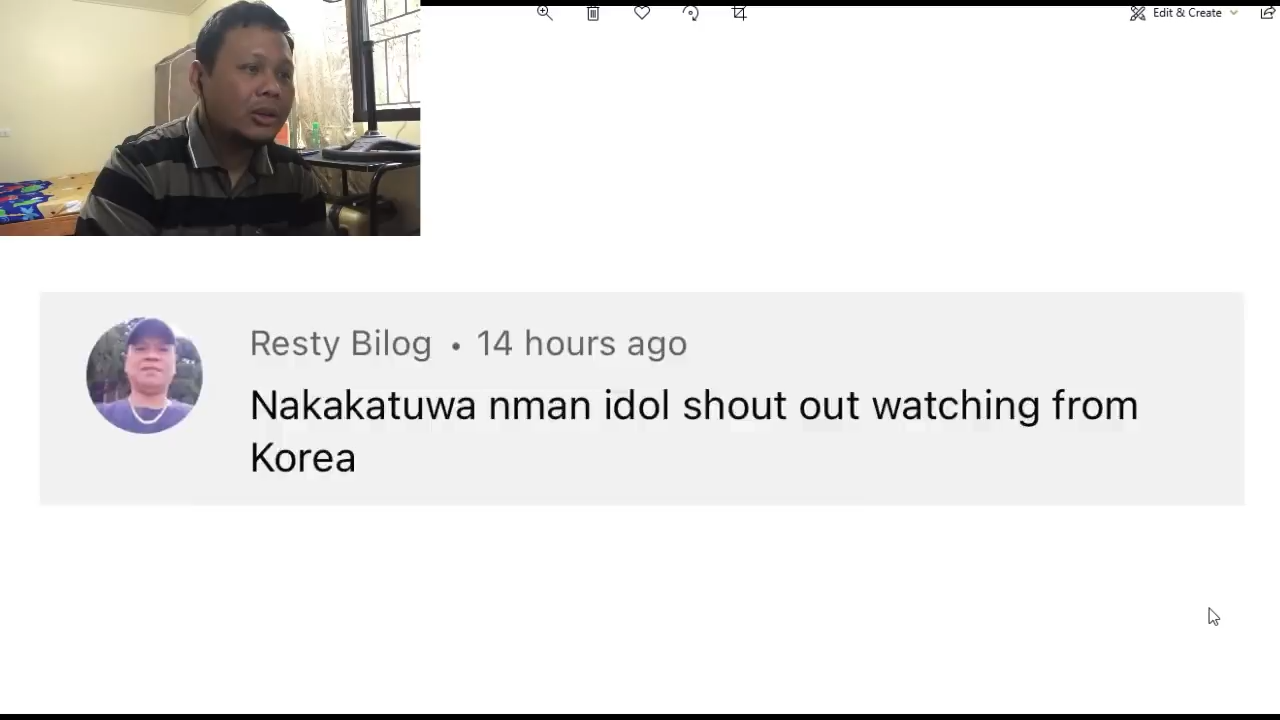 Edit & Create
Resty Bilog • 14 hours ago
Nakakatuwa nman idol shout out watching from
Korea